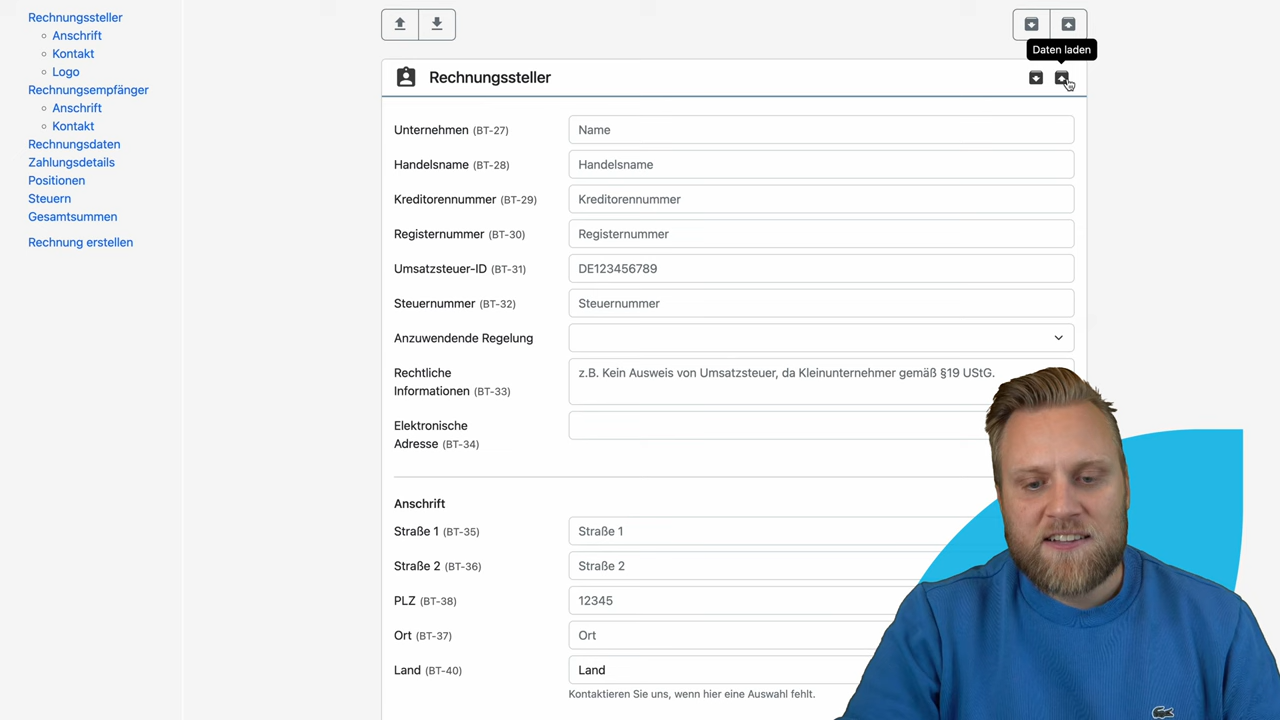 Rechnungssteller
Anschrift
Kontakt
Logo
Rechnungsempfänger
Anschrift
Kontakt
Rechnungsdaten
Zahlungsdetails
Positionen
Steuern
Gesamtsummen
Rechnung erstellen
Daten laden
Rechnungssteller
Unternehmen (BT-27)
Name
Handelsname (BT-28)
Handelsname
Kreditorennummer (BT-29)
Kreditorennummer
Registernummer (BT-30)
Registernummer
Umsatzsteuer-ID (BT-31)
DE123456789
Steuernummer (BT-32)
Steuernummer
Anzuwendende Regelung
Rechtliche
Informationen (BT-33)
z.B. Kein Ausweis von Umsatzsteuer, da Kleinunternehmer gemäß §19 UStG.
Elektronische
Adresse (BT-34)
Anschrift
Straße 1 (BT-35)
Straße 1
Straße 2 (BT-36)
Straße 2
PLZ (BT-38)
12345
Ort (BT-37)
Ort
Land (BT-40)
Land
Kontaktieren Sie uns, wenn hier eine Auswahl fehlt.